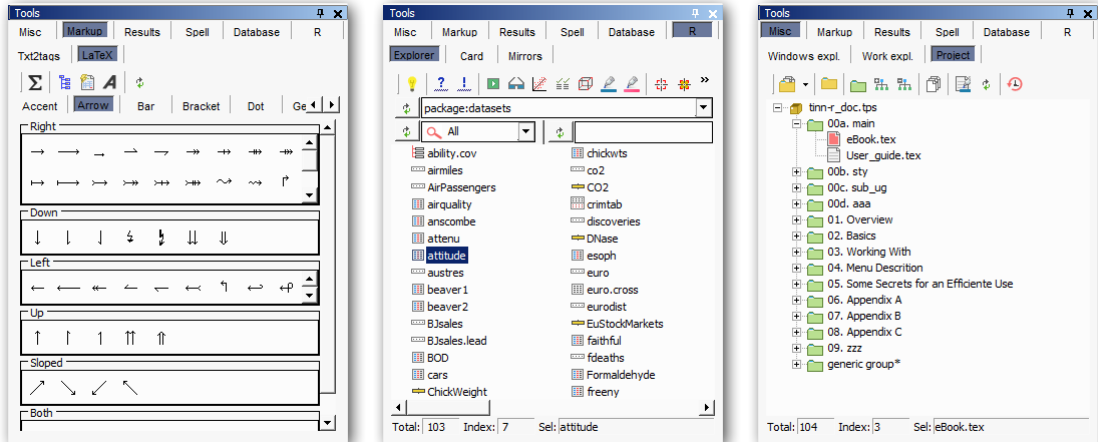 Tools
Misc Markup Results Spell Database R
Txt2tags LaTeX
Σ A
Accent Arrow Bar Bracket Dot Ge
Right
Down
Left
Up
Sloped
Both
Tools
Misc Markup Results Spell Database R
Explorer Card Mirrors
? ! »
package:datasets
All
ability.cov chickwts
airmiles co2
AirPassengers CO2
airquality crimtab
anscombe discoveries
attenu DNase
attitude esoph
austres euro
beaver1 euro.cross
beaver2 eurodist
BJsales EuStockMarkets
BJsales.lead faithful
BOD fdeaths
cars Formaldehyde
ChickWeight freeny
Total: 103 Index: 7 Sel: attitude
Tools
Misc Markup Results Spell Database R
Windows expl. Work expl. Project
tinn-r_doc.tps
00a. main
eBook.tex
User_guide.tex
00b. sty
00c. sub_ug
00d. aaa
01. Overview
02. Basics
03. Working With
04. Menu Descrition
05. Some Secrets for an Efficiente Use
06. Appendix A
07. Appendix B
08. Appendix C
09. zzz
generic group*
Total: 104 Index: 3 Sel: eBook.tex